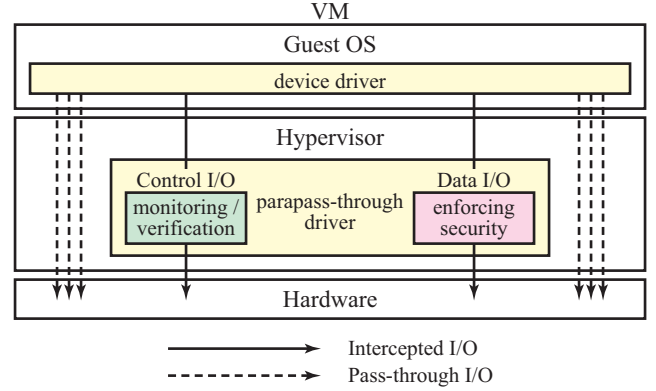 VM
Guest OS
device driver
Hypervisor
Control I/O
monitoring /
verification
parapass-through
driver
Data I/O
enforcing
security
Hardware
Intercepted I/O
Pass-through I/O